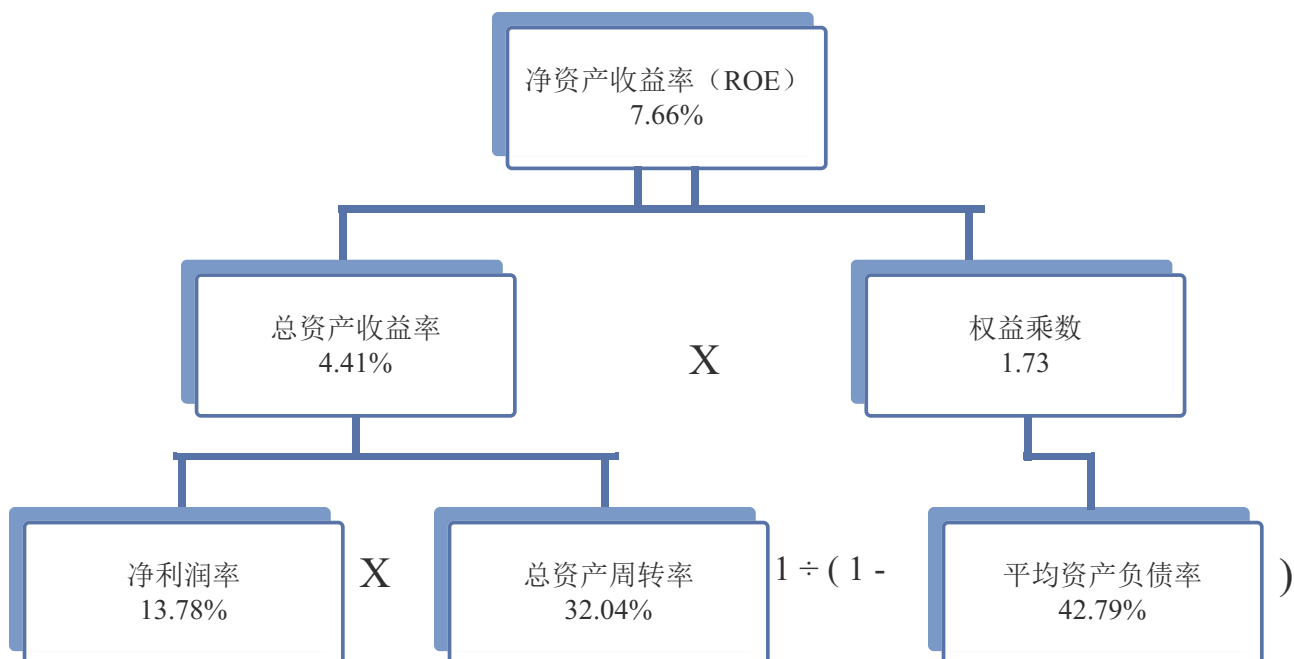 净资产收益率（ROE）
7.66%
总资产收益率
4.41%
X
权益乘数
1.73
净利润率
13.78%
X
总资产周转率
32.04%
1 ÷ ( 1 -
平均资产负债率
42.79%
)